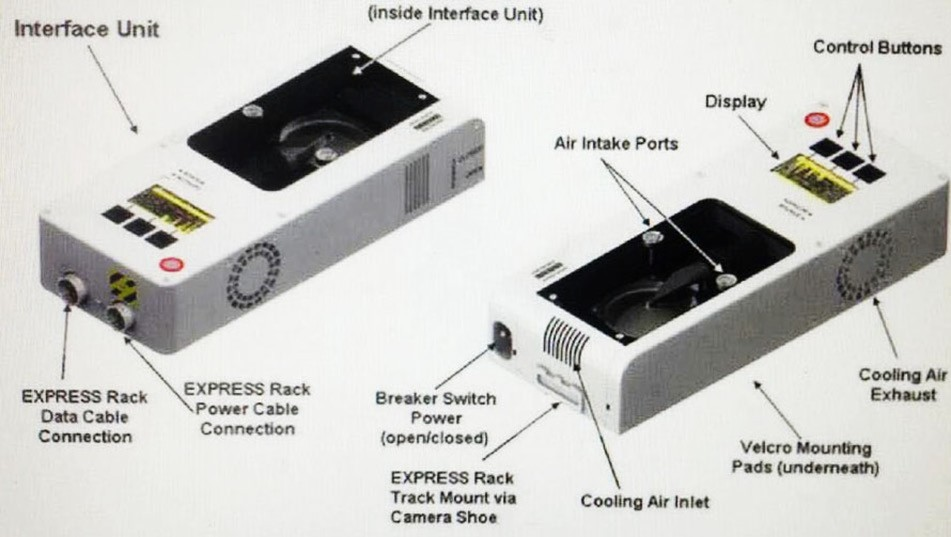 (inside Interface Unit)
Interface Unit
Control Buttons
Display
Air Intake Ports
EXPRESS Rack
Data Cable
Connection
EXPRESS Rack
Power Cable
Connection
Breaker Switch
Power
(open/closed)
EXPRESS Rack
Track Mount via
Camera Shoe
Cooling Air Inlet
Cooling Air
Exhaust
Velcro Mounting
Pads (underneath)
OPEN